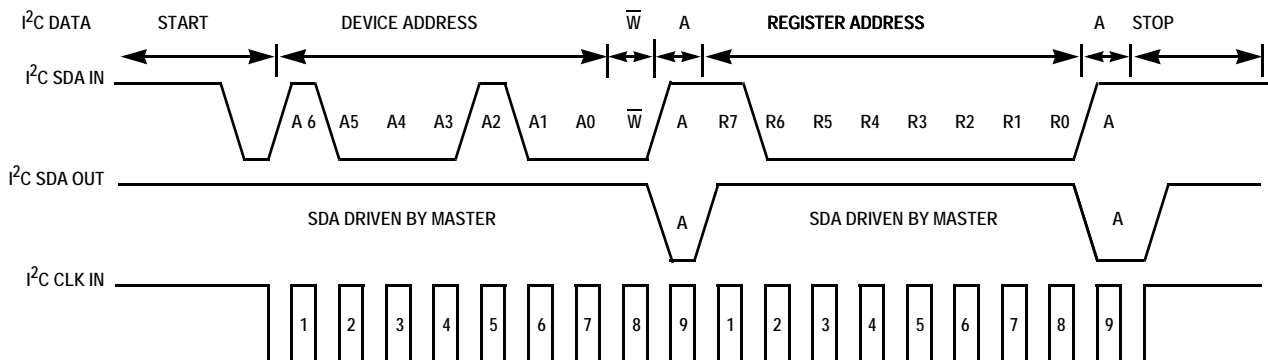 I²C DATA START DEVICE ADDRESS W̅ A REGISTER ADDRESS A STOP
I²C SDA IN
A 6 A5 A4 A3 A2 A1 A0 W̅ A R7 R6 R5 R4 R3 R2 R1 R0 A
I²C SDA OUT
SDA DRIVEN BY MASTER A SDA DRIVEN BY MASTER A
I²C CLK IN
1 2 3 4 5 6 7 8 9 1 2 3 4 5 6 7 8 9